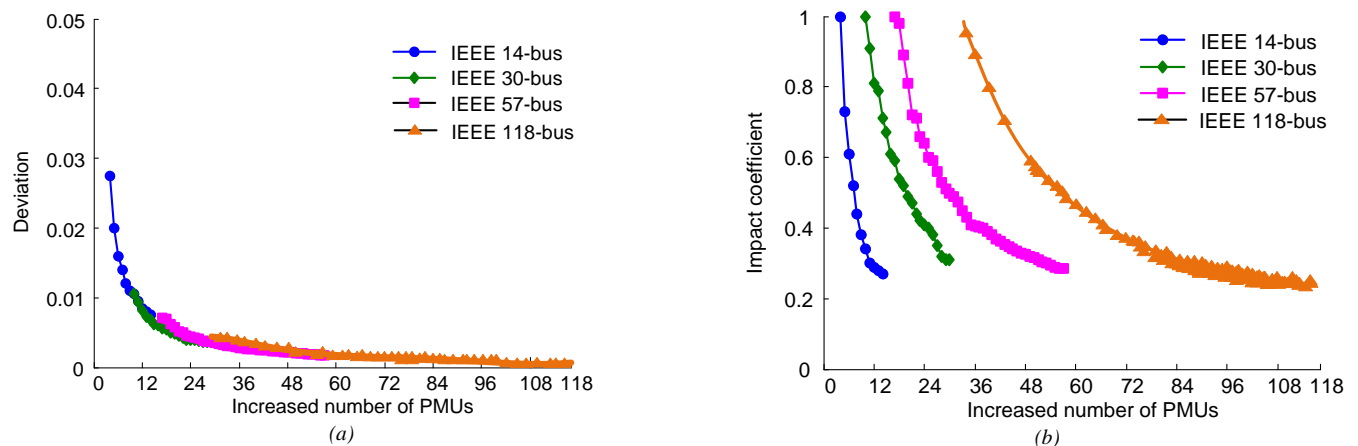 0.05
0.04
0.03
0.02
0.01
0
Deviation
IEEE 14-bus
IEEE 30-bus
IEEE 57-bus
IEEE 118-bus
0 12 24 36 48 60 72 84 96 108 118
Increased number of PMUs
(a)
1
0.8
0.6
0.4
0.2
0
Impact coefficient
IEEE 14-bus
IEEE 30-bus
IEEE 57-bus
IEEE 118-bus
0 12 24 36 48 60 72 84 96 108 118
Increased number of PMUs
(b)